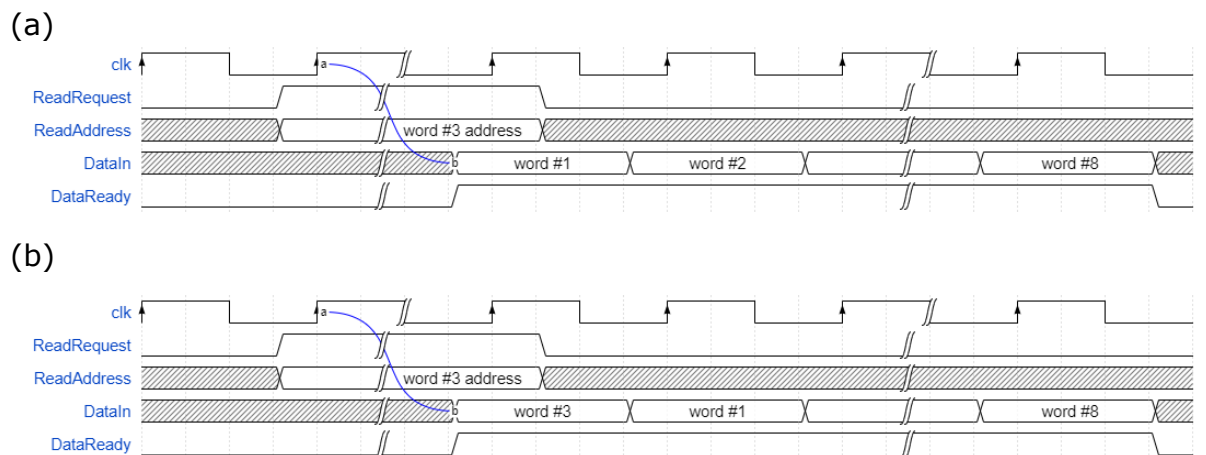 (a)
clk a
ReadRequest
ReadAddress word #3 address
DataIn b word #1 word #2 word #8
DataReady
(b)
clk a
ReadRequest
ReadAddress word #3 address
DataIn b word #3 word #1 word #8
DataReady